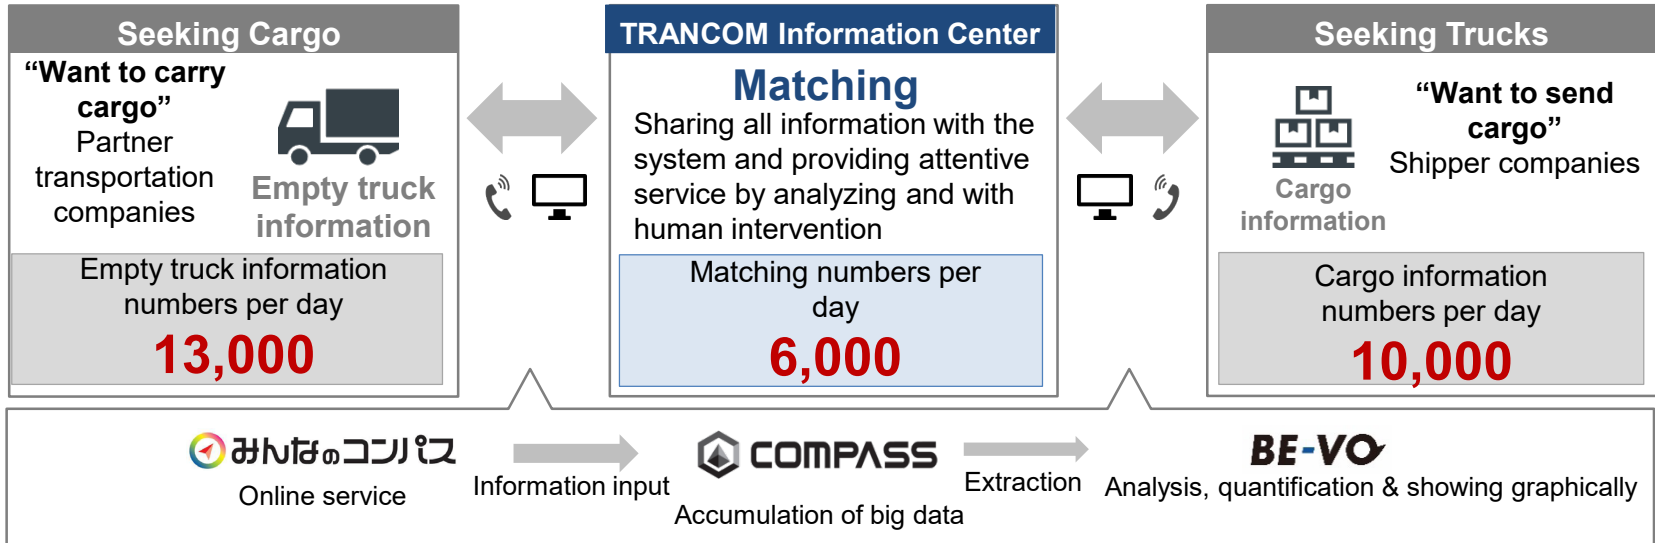 Seeking Cargo
“Want to carry
cargo”
Partner
transportation
companies
Empty truck
information
Empty truck information
numbers per day
13,000
TRANCOM Information Center
Matching
Sharing all information with the
system and providing attentive
service by analyzing and with
human intervention
Matching numbers per
day
6,000
Seeking Trucks
“Want to send
cargo”
Shipper companies
Cargo
information
Cargo information
numbers per day
10,000
みんなのコンパス
Online service
Information input
COMPASS
Accumulation of big data
Extraction
BE-VO
Analysis, quantification & showing graphically